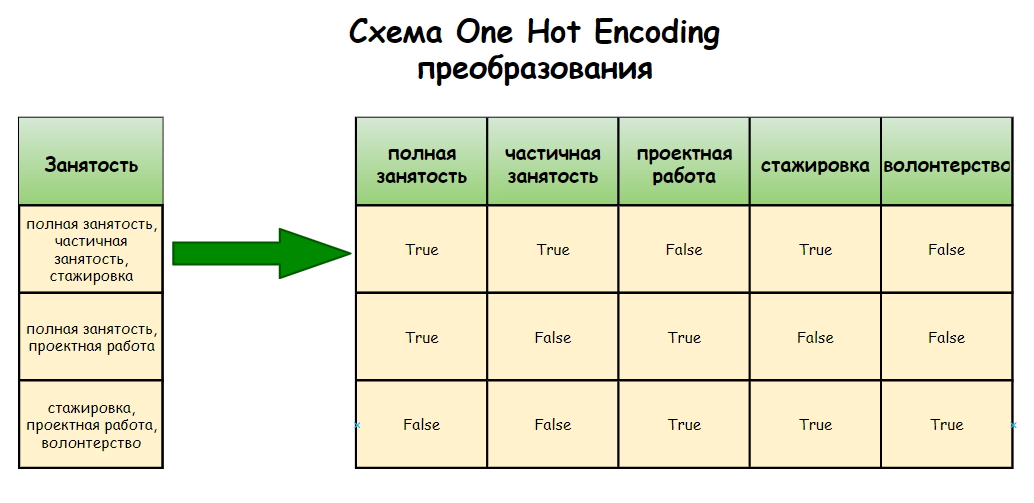 Схема One Hot Encoding
преобразования
Занятость
полная занятость,
частичная
занятость,
стажировка
полная занятость,
проектная работа
стажировка,
проектная работа,
волонтерство
полная
занятость
частичная
занятость
проектная
работа
стажировка
волонтерство
True
True
False
True
False
True
False
True
False
False
False
False
True
True
True